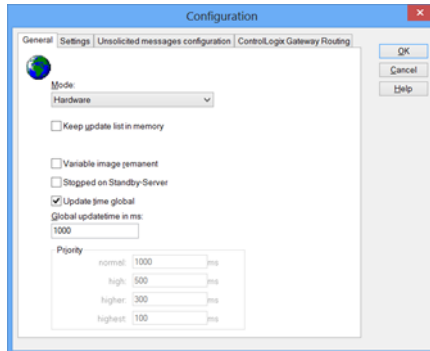 Configuration
General Settings Unsolicited messages configuration ControlLogix Gateway Routing
OK
Cancel
Help
Mode:
Hardware
Keep update list in memory
Variable image remanent
Stopped on Standby-Server
Update time global
Global updatetime in ms:
1000
Priority
normal: 1000 ms
high: 500 ms
higher: 300 ms
highest: 100 ms